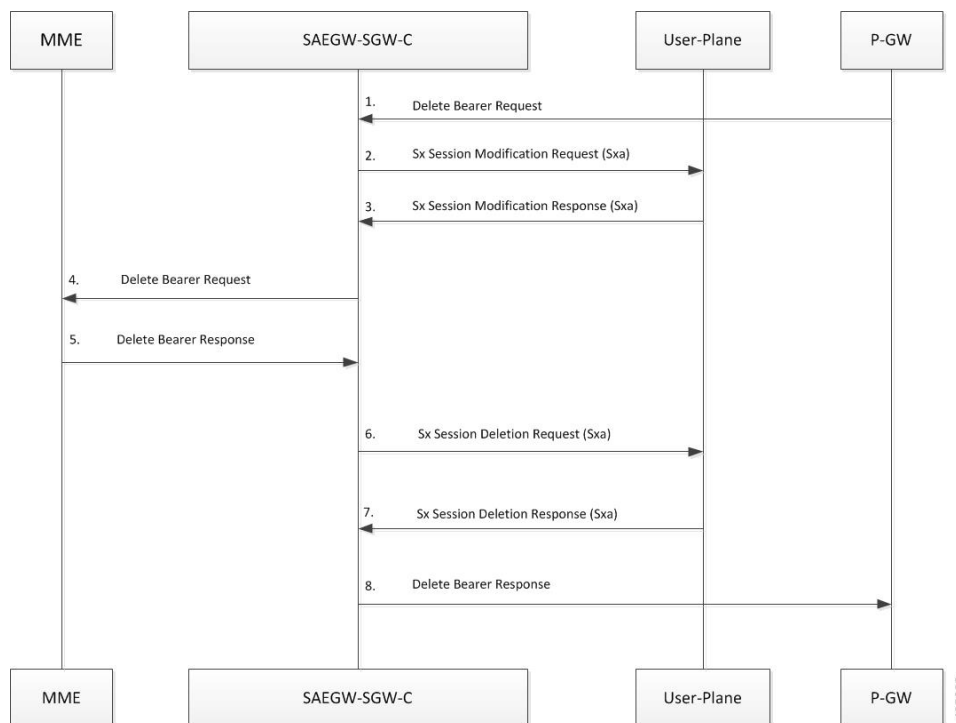 MME SAEGW-SGW-C User-Plane P-GW
1. Delete Bearer Request
2. Sx Session Modification Request (Sxa)
3. Sx Session Modification Response (Sxa)
4. Delete Bearer Request
5. Delete Bearer Response
6. Sx Session Deletion Request (Sxa)
7. Sx Session Deletion Response (Sxa)
8. Delete Bearer Response
MME SAEGW-SGW-C User-Plane P-GW